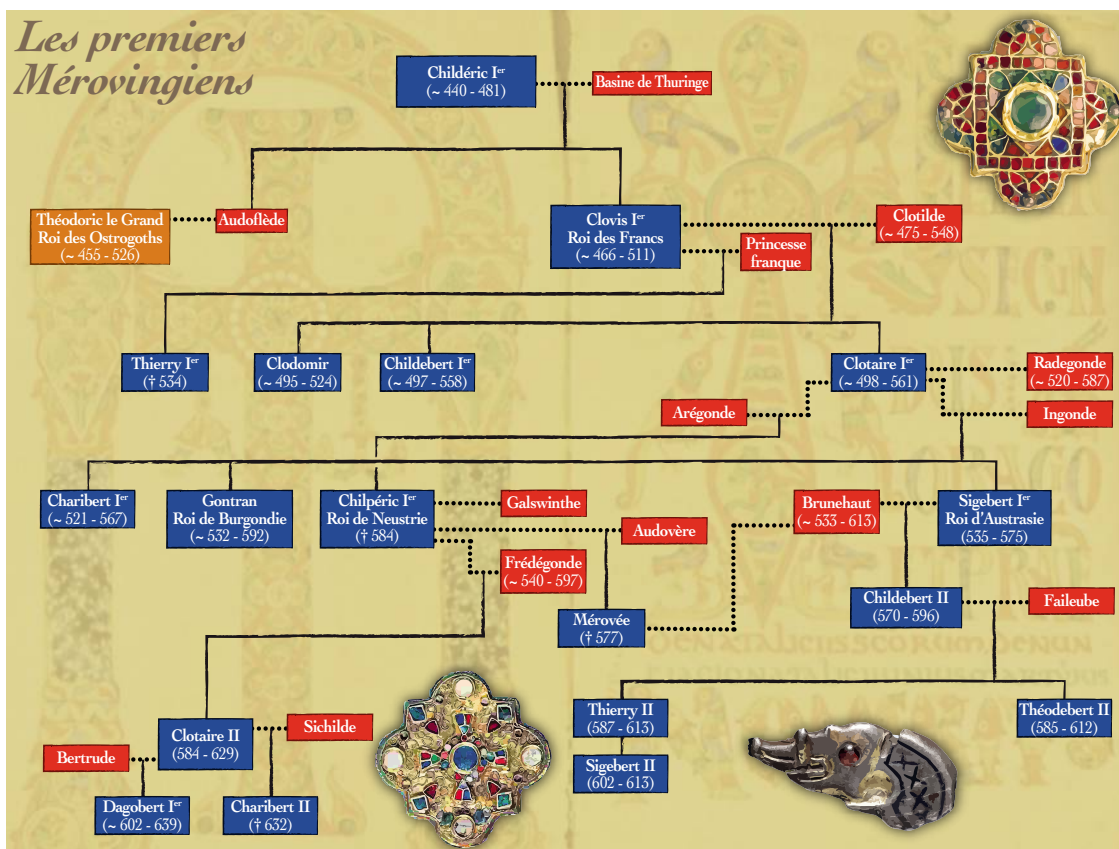 Les premiers
Mérovingiens
Childéric Ier
(~ 440 - 481)
Basine de Thuringe
Théodoric le Grand
Roi des Ostrogoths
(~ 455 - 526)
Audoflède
Clovis Ier
Roi des Francs
(~ 466 - 511)
Clotilde
(~ 475 - 548)
Princesse
franque
Thierry Ier
(† 534)
Clodomir
(~ 495 - 524)
Childebert Ier
(~ 497 - 558)
Clotaire Ier
(~ 498 - 561)
Radegonde
(~ 520 - 587)
Arégonde
Ingonde
Charibert Ier
(~ 521 - 567)
Gontran
Roi de Burgondie
(~ 532 - 592)
Chilpéric Ier
Roi de Neustrie
(† 584)
Galswinthe
Audovère
Frédégonde
(~ 540 - 597)
Brunehaut
(~ 533 - 613)
Sigebert Ier
Roi d'Austrasie
(535 - 575)
Mérovée
(† 577)
Childebert II
(570 - 596)
Faileube
Clotaire II
(584 - 629)
Sichilde
Bertrude
Thierry II
(587 - 613)
Théodebert II
(585 - 612)
Sigebert II
(602 - 613)
Dagobert Ier
(~ 602 - 639)
Charibert II
(† 632)